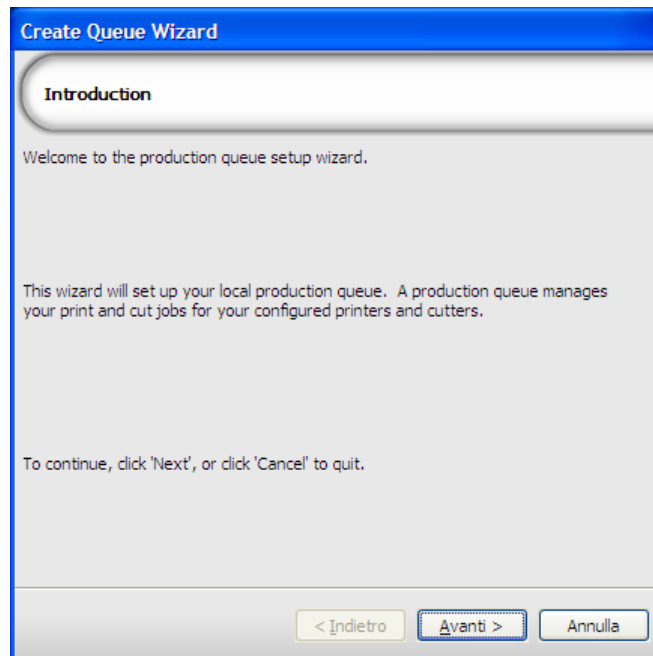 Create Queue Wizard
Introduction
Welcome to the production queue setup wizard.
This wizard will set up your local production queue.  A production queue manages
your print and cut jobs for your configured printers and cutters.
To continue, click 'Next', or click 'Cancel' to quit.
< Indietro
Avanti >
Annulla